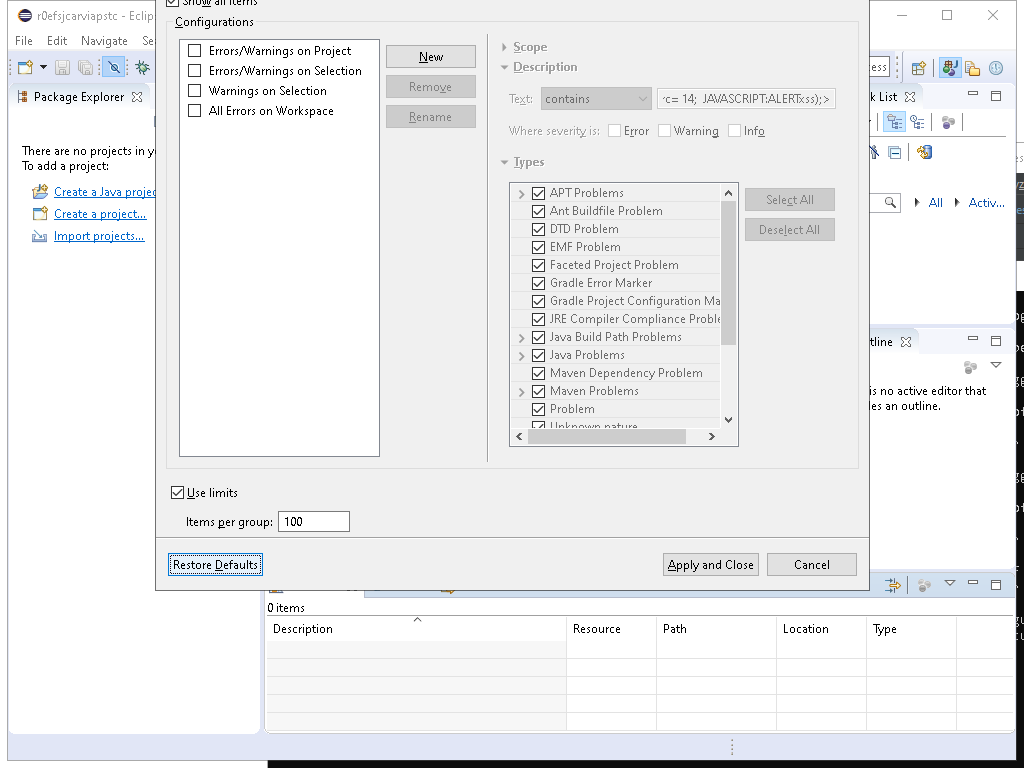 r0efsjcarviapstc - Eclip
Show all items
File Edit Navigate Se
Package Explorer
There are no projects in y
To add a project:
Create a Java projec
Create a project...
Import projects...
Configurations
Errors/Warnings on Project
Errors/Warnings on Selection
Warnings on Selection
All Errors on Workspace
New
Remove
Rename
Scope
Description
Text: contains
c= 14; JAVASCRIPT:ALERTxss);>
Where severity is: Error Warning Info
Types
APT Problems
Ant Buildfile Problem
DTD Problem
EMF Problem
Faceted Project Problem
Gradle Error Marker
Gradle Project Configuration Ma
JRE Compiler Compliance Proble
Java Build Path Problems
Java Problems
Maven Dependency Problem
Maven Problems
Problem
Unknown nature
Select All
Deselect All
Use limits
Items per group: 100
Restore Defaults
Apply and Close
Cancel
ess
k List
All Activ...
tline
is no active editor that
les an outline.
0 items
Description Resource Path Location Type